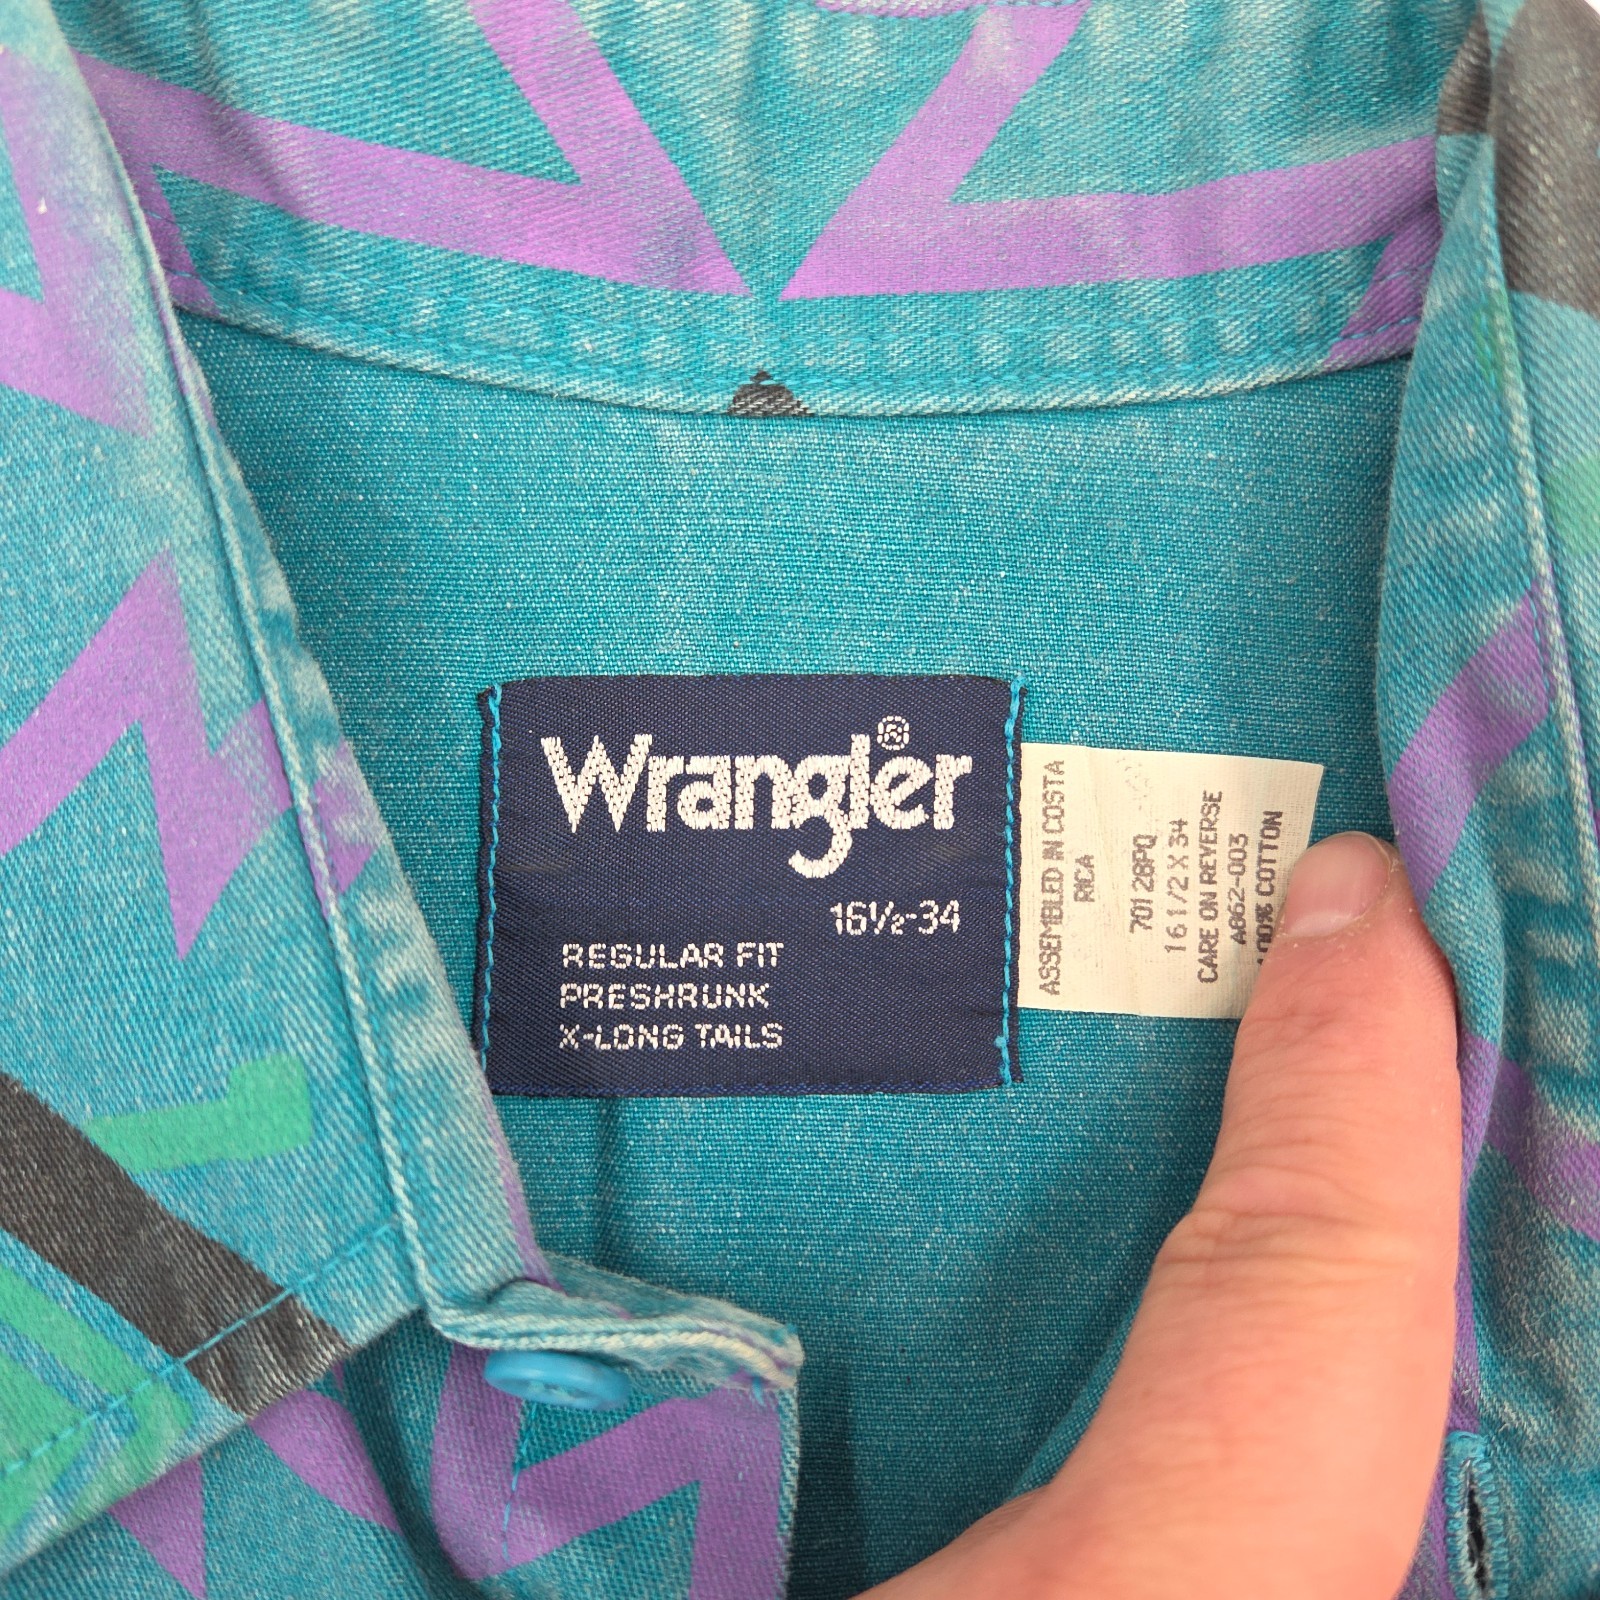 Wrangler®
16½-34
REGULAR FIT
PRESHRUNK
X-LONG TAILS
ASSEMBLED IN COSTA
RICA
70128PQ
16 1/2 X 34
CARE ON REVERSE
A862-003
100% COTTON